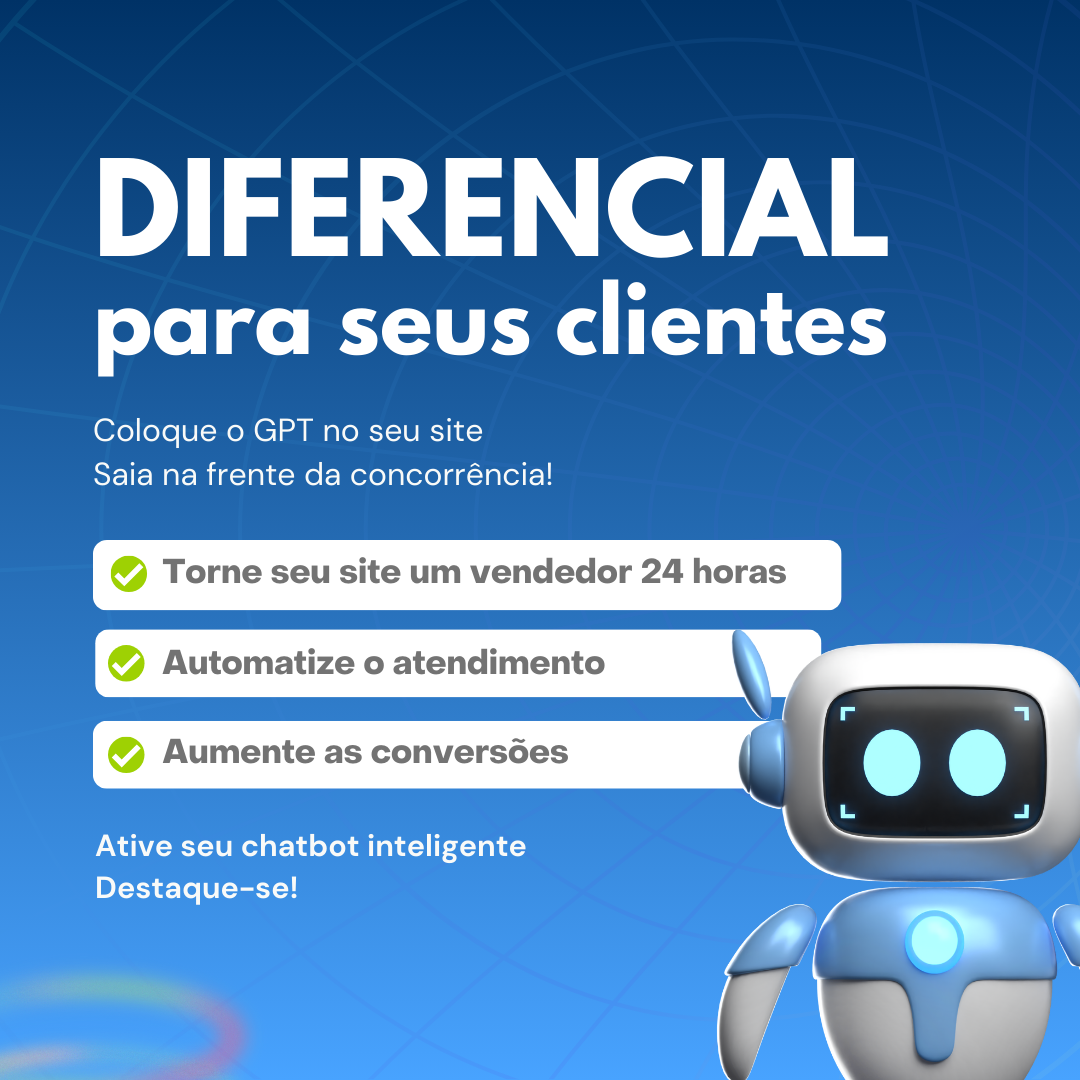 DIFERENCIAL
para seus clientes
Coloque o GPT no seu site
Saia na frente da concorrência!
Torne seu site um vendedor 24 horas
Automatize o atendimento
Aumente as conversões
Ative seu chatbot inteligente
Destaque-se!